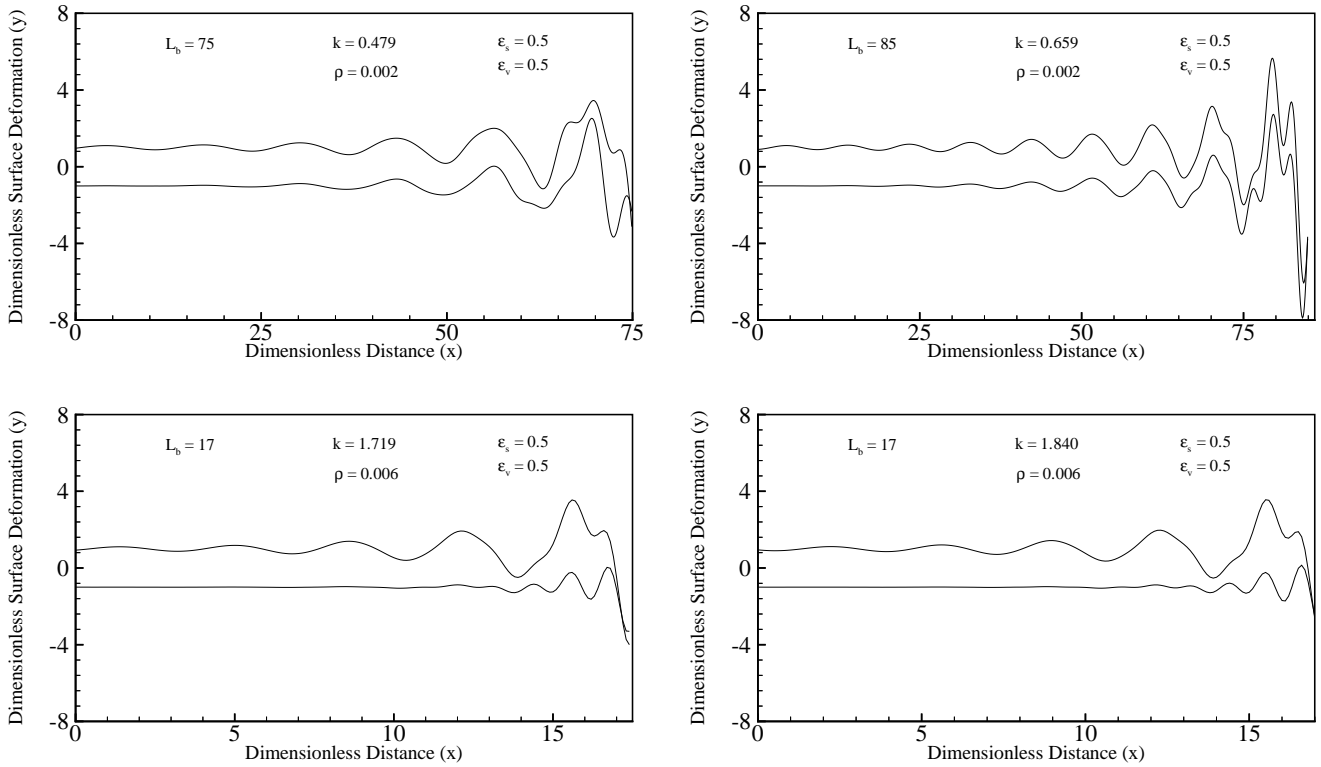 Dimensionless Surface Deformation (y)
8
4
0
-4
-8
L_b = 75 k = 0.479 ε_s = 0.5
ρ = 0.002 ε_v = 0.5
0 25 50 75
Dimensionless Distance (x)
Dimensionless Surface Deformation (y)
8
4
0
-4
-8
L_b = 85 k = 0.659 ε_s = 0.5
ρ = 0.002 ε_v = 0.5
0 25 50 75
Dimensionless Distance (x)
Dimensionless Surface Deformation (y)
8
4
0
-4
-8
L_b = 17 k = 1.719 ε_s = 0.5
ρ = 0.006 ε_v = 0.5
0 5 10 15
Dimensionless Distance (x)
Dimensionless Surface Deformation (y)
8
4
0
-4
-8
L_b = 17 k = 1.840 ε_s = 0.5
ρ = 0.006 ε_v = 0.5
0 5 10 15
Dimensionless Distance (x)